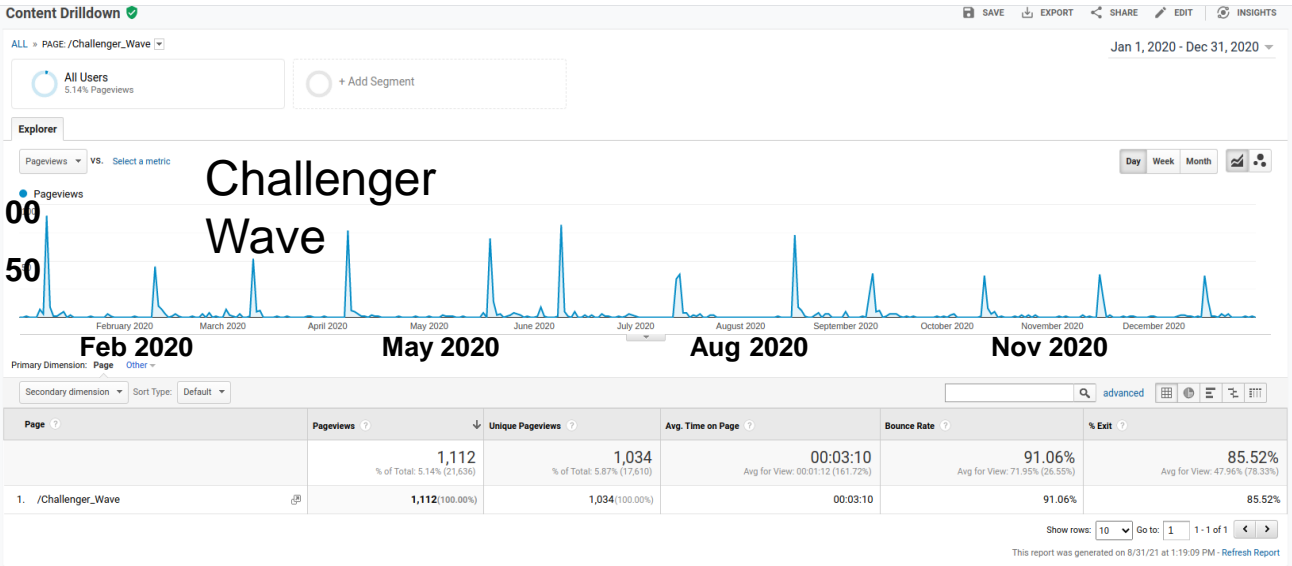 Content Drilldown
SAVE EXPORT SHARE EDIT INSIGHTS
ALL » PAGE: /Challenger_Wave
Jan 1, 2020 - Dec 31, 2020
All Users
5.14% Pageviews
+ Add Segment
Explorer
Pageviews VS. Select a metric
Day Week Month
Challenger
Wave
Pageviews
00
50
February 2020 March 2020 April 2020 May 2020 June 2020 July 2020 August 2020 September 2020 October 2020 November 2020 December 2020
Feb 2020 May 2020 Aug 2020 Nov 2020
Primary Dimension: Page Other
Secondary dimension Sort Type: Default
advanced
Page ? Pageviews ? Unique Pageviews ? Avg. Time on Page ? Bounce Rate ? % Exit ?
1,112 1,034 00:03:10 91.06% 85.52%
% of Total: 5.14% (21,636) % of Total: 5.87% (17,610) Avg for View: 00:01:12 (161.72%) Avg for View: 71.95% (26.55%) Avg for View: 47.96% (78.33%)
1. /Challenger_Wave 1,112(100.00%) 1,034(100.00%) 00:03:10 91.06% 85.52%
Show rows: 10 Go to: 1 1 - 1 of 1
This report was generated on 8/31/21 at 1:19:09 PM - Refresh Report